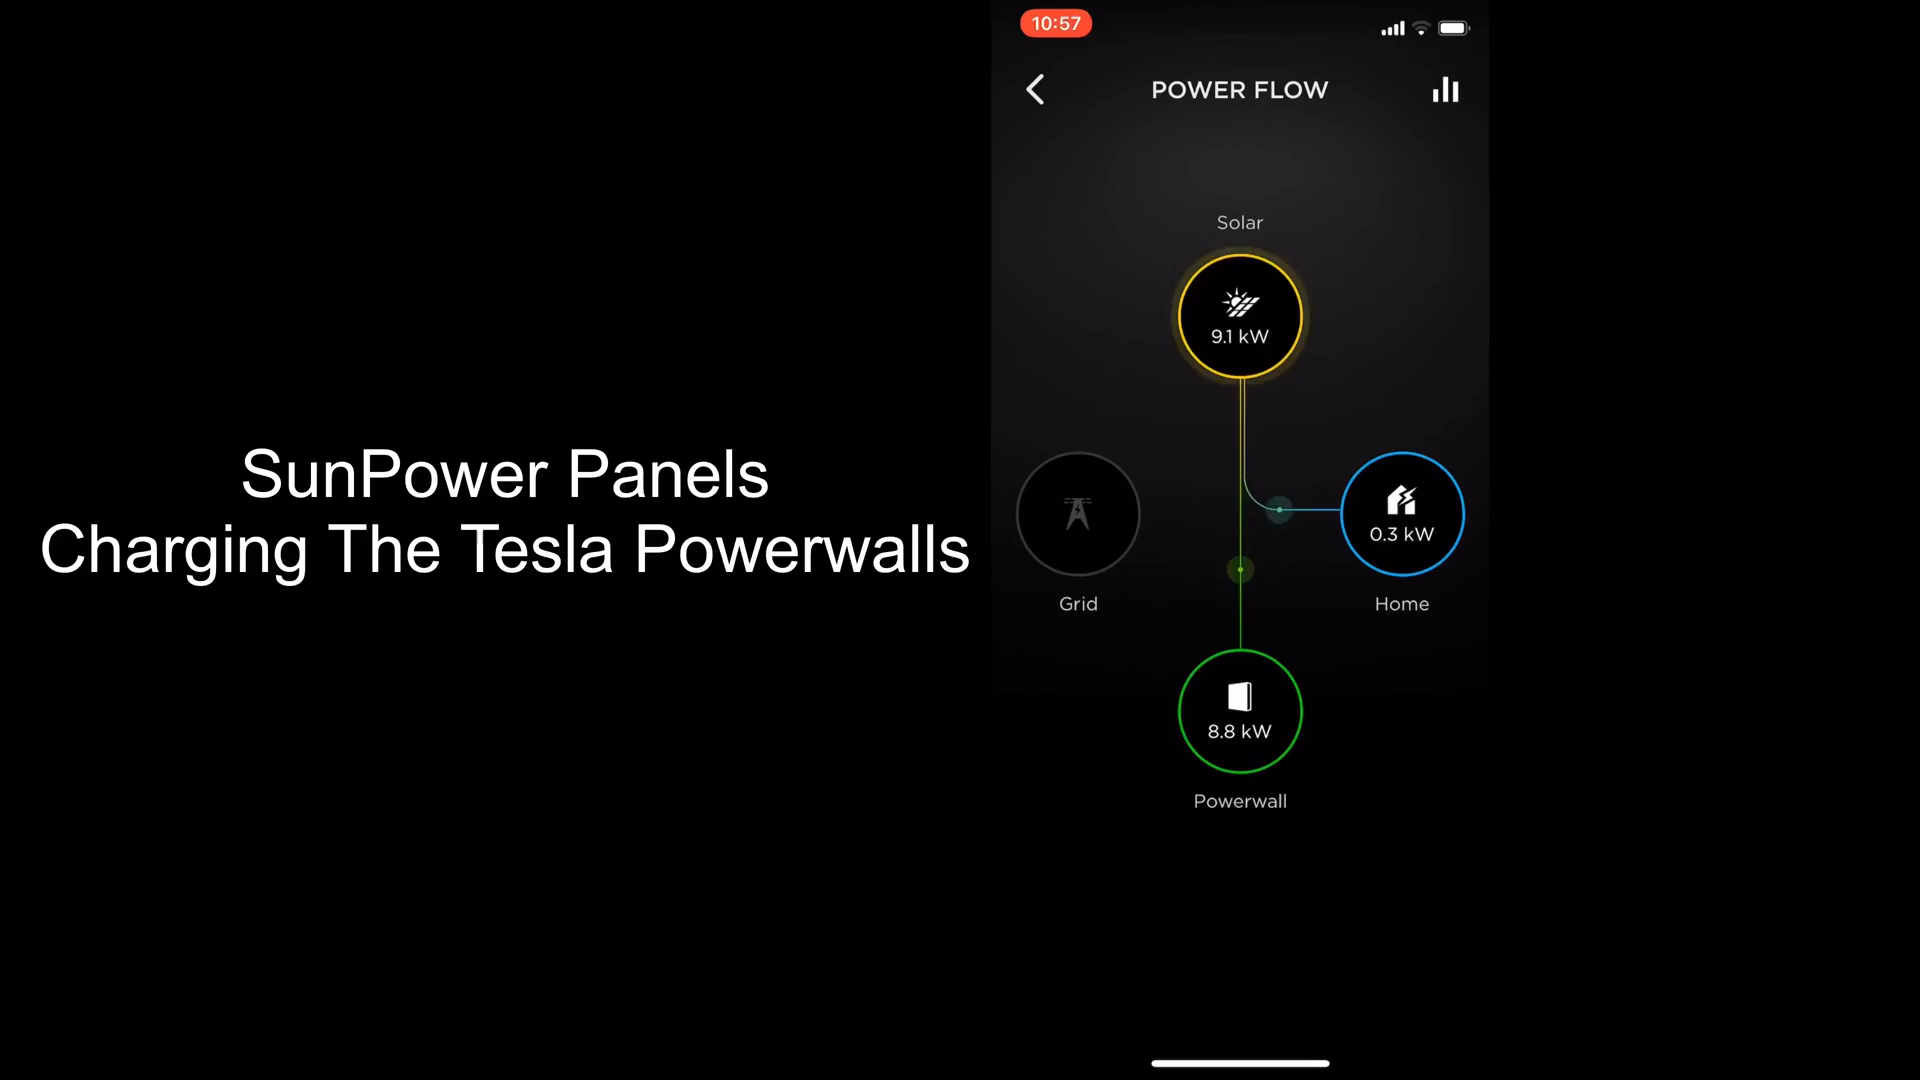 SunPower Panels
Charging The Tesla Powerwalls
10:57
POWER FLOW
Solar
9.1 kW
0.3 kW
Grid
Home
8.8 kW
Powerwall